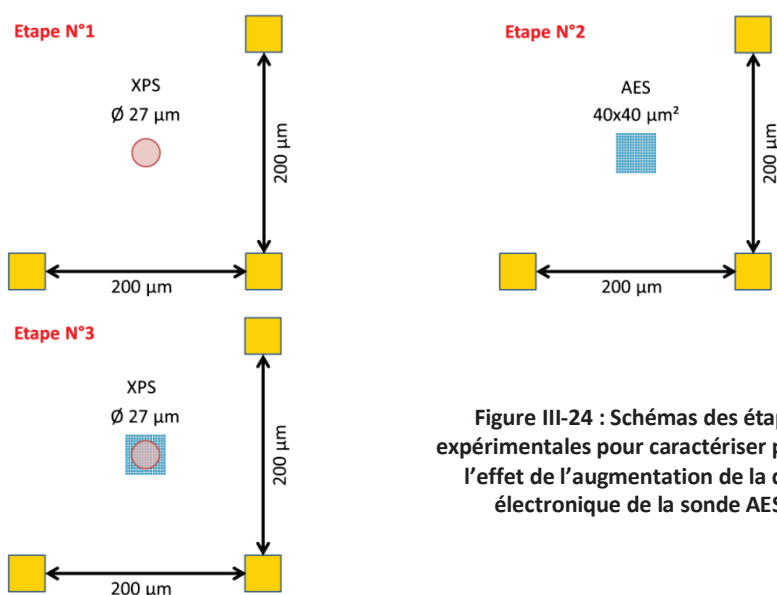 Etape N°1
XPS
Ø 27 µm
200 µm
200 µm
Etape N°2
AES
40x40 µm²
200 µm
200 µm
Etape N°3
XPS
Ø 27 µm
200 µm
200 µm
Figure III-24 : Schémas des
expérimentales pour caractériser
l’effet de l’augmentation de la
électronique de la sonde AES